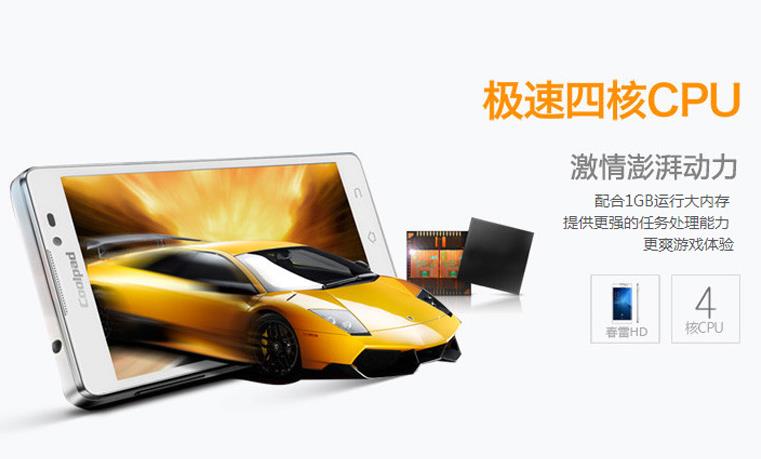 极速四核CPU
激情澎湃动力
配合1GB运行大内存
提供更强的任务处理能力
更爽游戏体验
Coolpad
春雷HD
4
核CPU